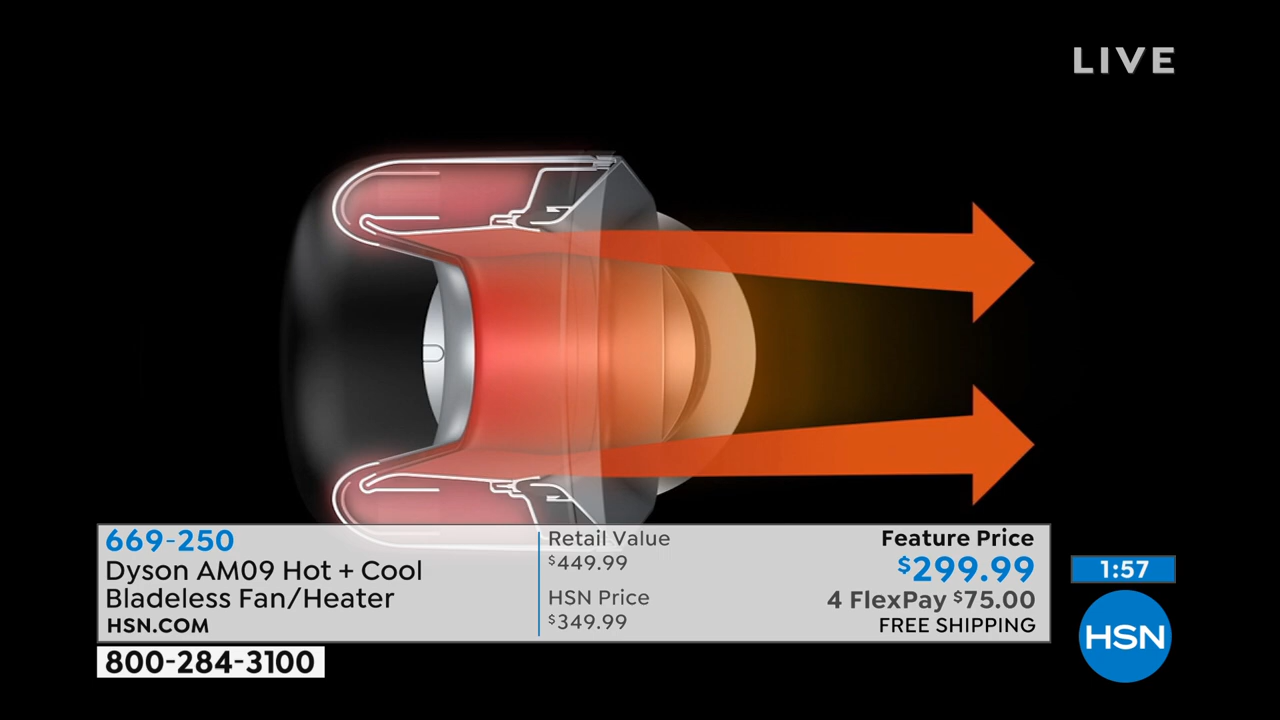 LIVE
669-250
Dyson AM09 Hot + Cool
Bladeless Fan/Heater
HSN.COM
Retail Value
$449.99
HSN Price
$349.99
Feature Price
$299.99
4 FlexPay $75.00
FREE SHIPPING
1:57
HSN
800-284-3100